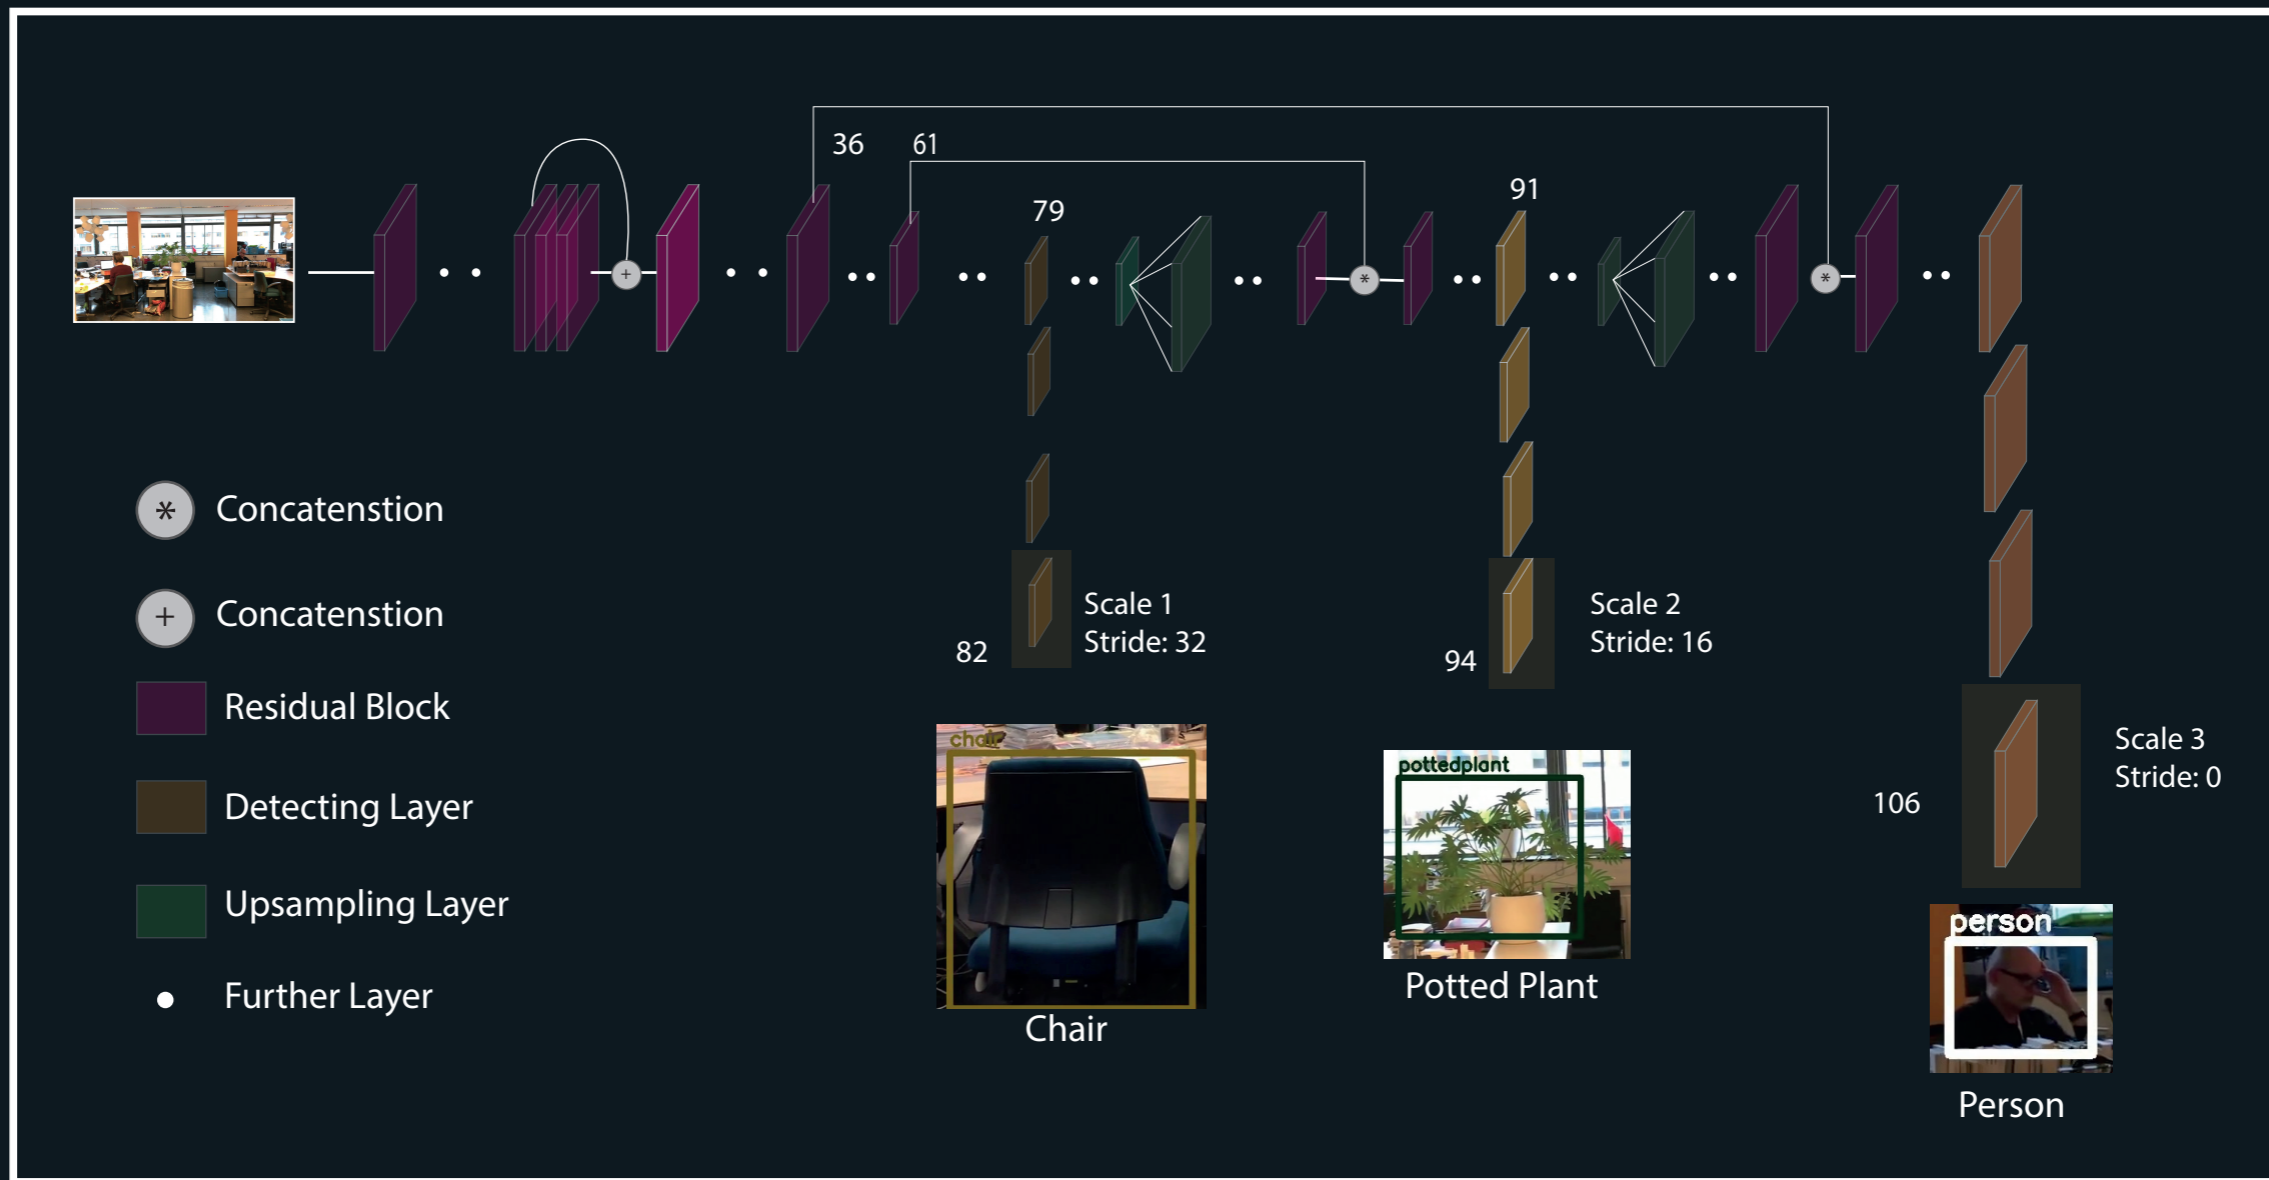 36
61
79
91
+
*
*
* Concatenstion
+ Concatenstion
Residual Block
Detecting Layer
Upsampling Layer
Further Layer
82
Scale 1
Stride: 32
94
Scale 2
Stride: 16
106
Scale 3
Stride: 0
chair
Chair
pottedplant
Potted Plant
person
Person